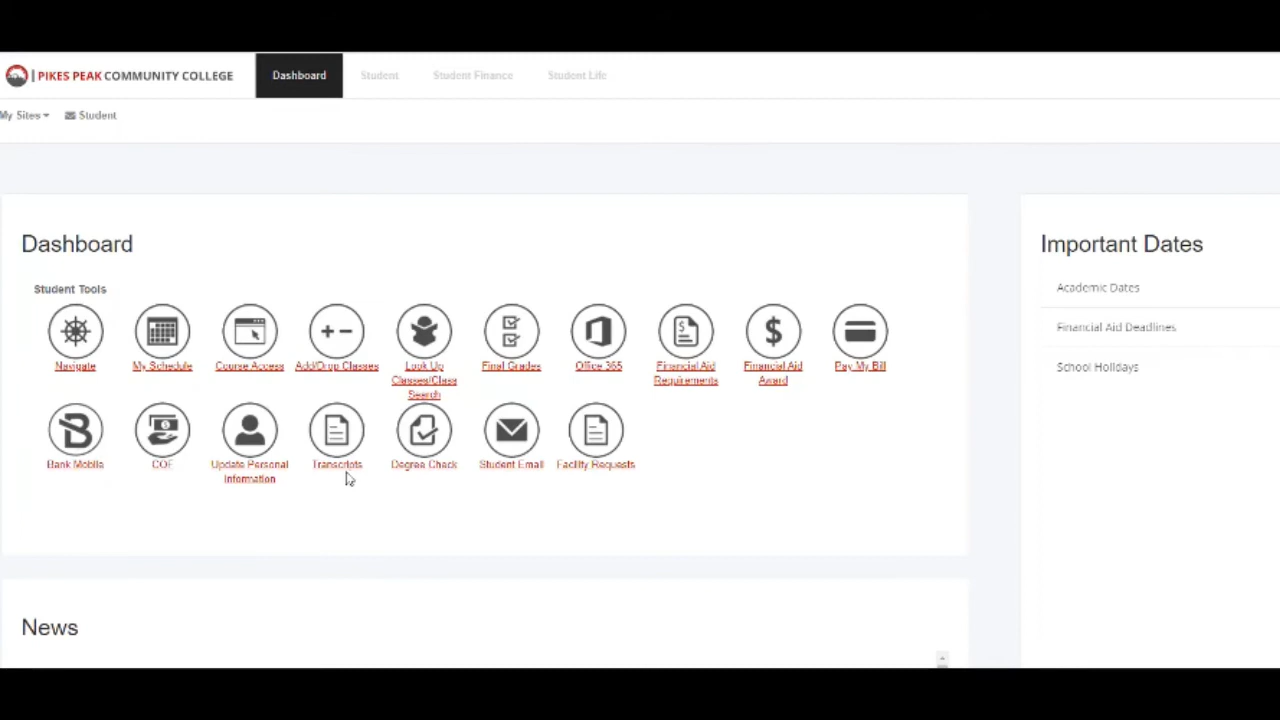 PIKES PEAK COMMUNITY COLLEGE
Dashboard
Student
Student Finance
Student Life
My Sites
Student
Dashboard
Student Tools
Navigate
My Schedule
Course Access
Add/Drop Classes
Look Up
Classes/Class
Search
Final Grades
Office 365
Financial Aid
Requirements
Financial Aid
Award
Pay My Bill
Bank Mobile
COF
Update Personal
Information
Transcripts
Degree Check
Student Email
Facility Requests
Important Dates
Academic Dates
Financial Aid Deadlines
School Holidays
News